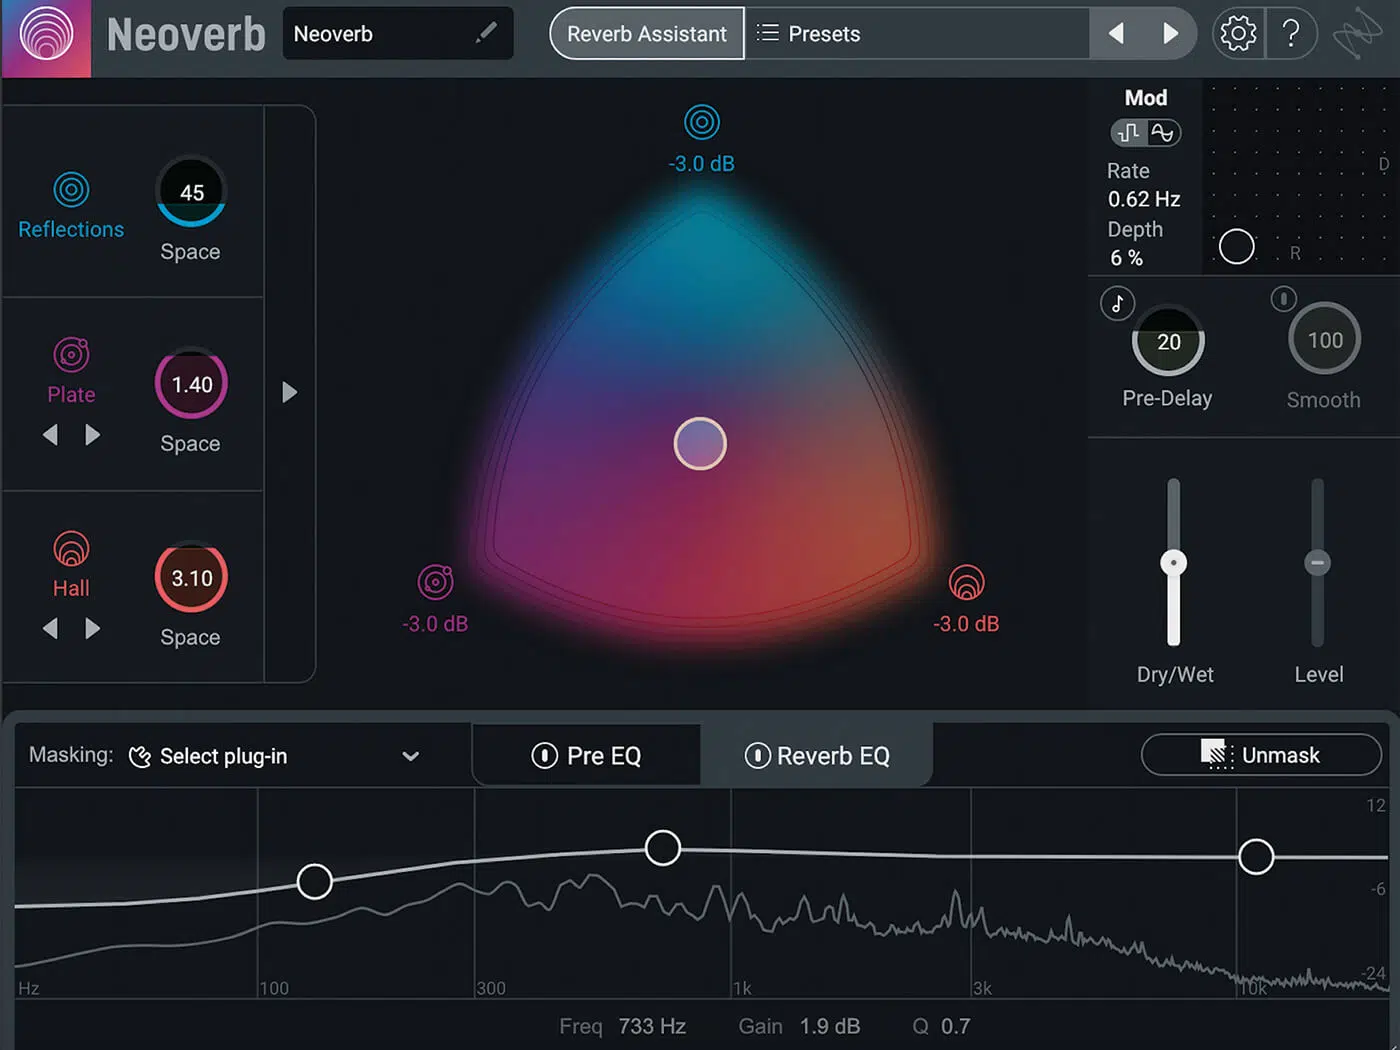 Neoverb
Neoverb
Reverb Assistant
Presets
?
Reflections
45
Space
Plate
1.40
Space
Hall
3.10
Space
-3.0 dB
-3.0 dB
-3.0 dB
Mod
Rate
0.62 Hz
Depth
6 %
D
R
20
Pre-Delay
100
Smooth
Dry/Wet
Level
Masking: Select plug-in
Pre EQ
Reverb EQ
Unmask
12
-6
-24
Hz
100
300
1k
3k
10k
Freq 733 Hz Gain 1.9 dB Q 0.7